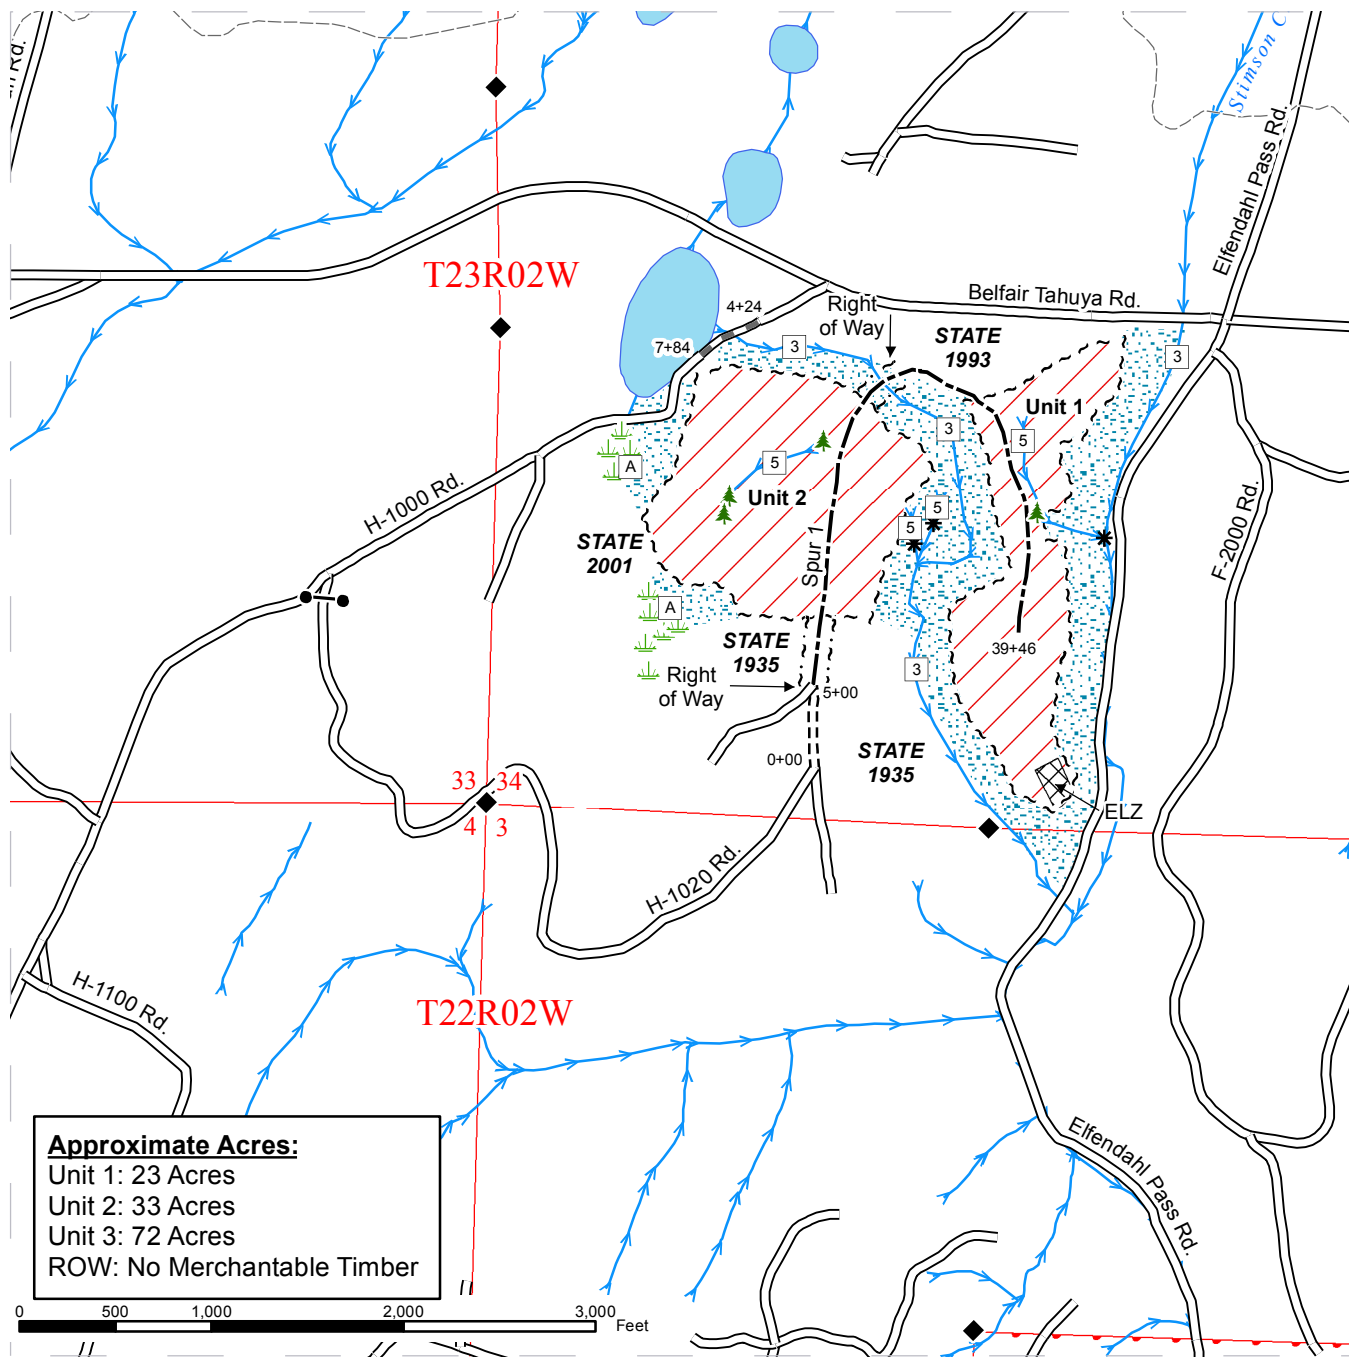 Stimson C
Elfendahl Pass Rd.
n Rd.
T23R02W
4+24
7+84
Right
of Way
Belfair Tahuya Rd.
STATE
1993
3
3
Unit 1
3
5
5
A
Unit 2
5
5
H-1000 Rd.
STATE
2001
Spur 1
F-2000 Rd.
A
STATE
1935
39+46
3
Right
of Way
5+00
STATE
1935
0+00
33 34
4 3
ELZ
H-1020 Rd.
H-1100 Rd.
T22R02W
Elfendahl Pass Rd.
Approximate Acres:
Unit 1: 23 Acres
Unit 2: 33 Acres
Unit 3: 72 Acres
ROW: No Merchantable Timber
0 500 1,000 2,000 3,000
Feet